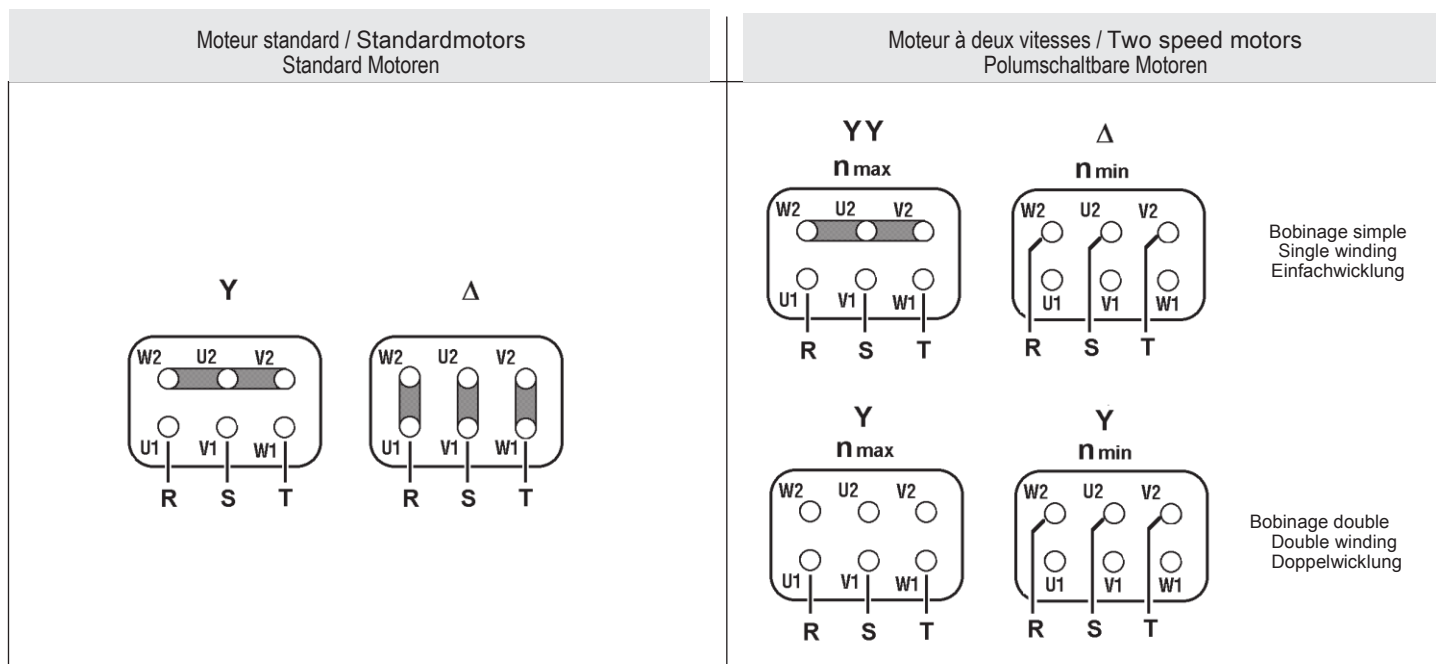 Moteur standard / Standardmotors
Standard Motoren
Y
Δ
W2 U2 V2
U1 V1 W1
R S T
W2 U2 V2
U1 V1 W1
R S T
Moteur à deux vitesses / Two speed motors
Polumschaltbare Motoren
YY
n max
W2 U2 V2
U1 V1 W1
R S T
Δ
n min
W2 U2 V2
U1 V1 W1
R S T
Bobinage simple
Single winding
Einfachwicklung
Y
n max
W2 U2 V2
U1 V1 W1
R S T
Y
n min
W2 U2 V2
U1 V1 W1
R S T
Bobinage double
Double winding
Doppelwicklung